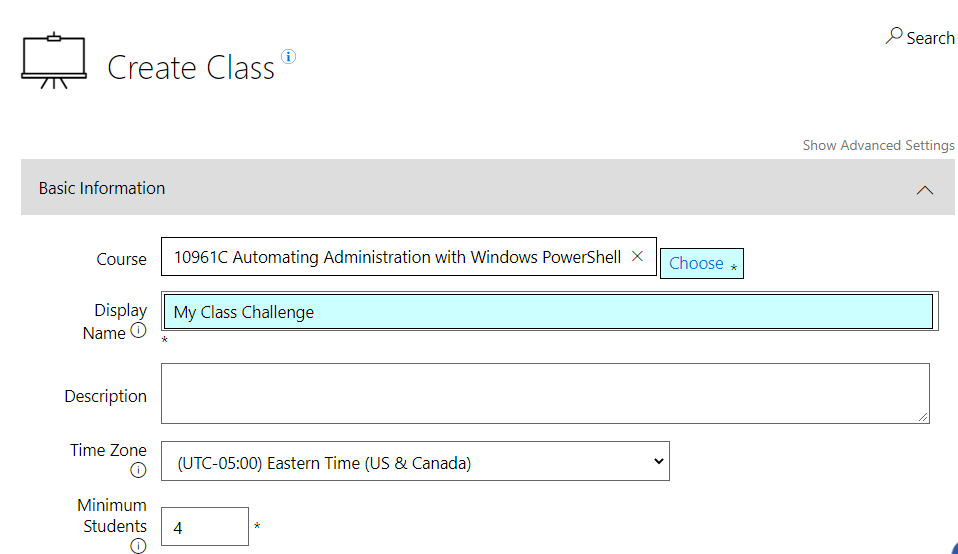 Search
Create Class
Show Advanced Settings
Basic Information
Course 10961C Automating Administration with Windows PowerShell Choose *
Display
Name
My Class Challenge
*
Description
Time Zone
(UTC-05:00) Eastern Time (US & Canada)
Minimum
Students
4 *